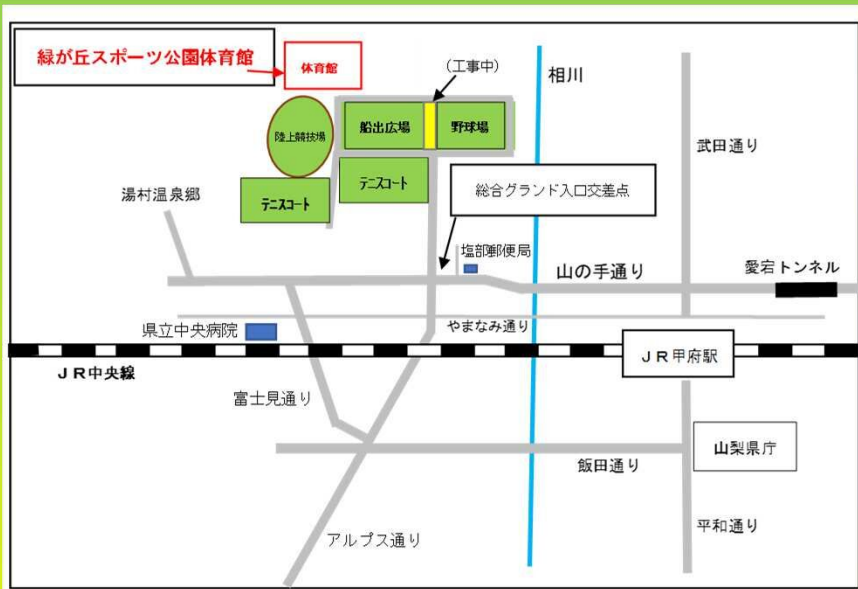 緑が丘スポーツ公園体育館
体育館
(工事中)
相川
陸上競技場
船出広場
野球場
武田通り
テニスコート
テニスコート
総合グランド入口交差点
湯村温泉郷
塩部郵便局
山の手通り
愛宕トンネル
やまなみ通り
県立中央病院
JR甲府駅
JR中央線
富士見通り
山梨県庁
飯田通り
平和通り
アルプス通り